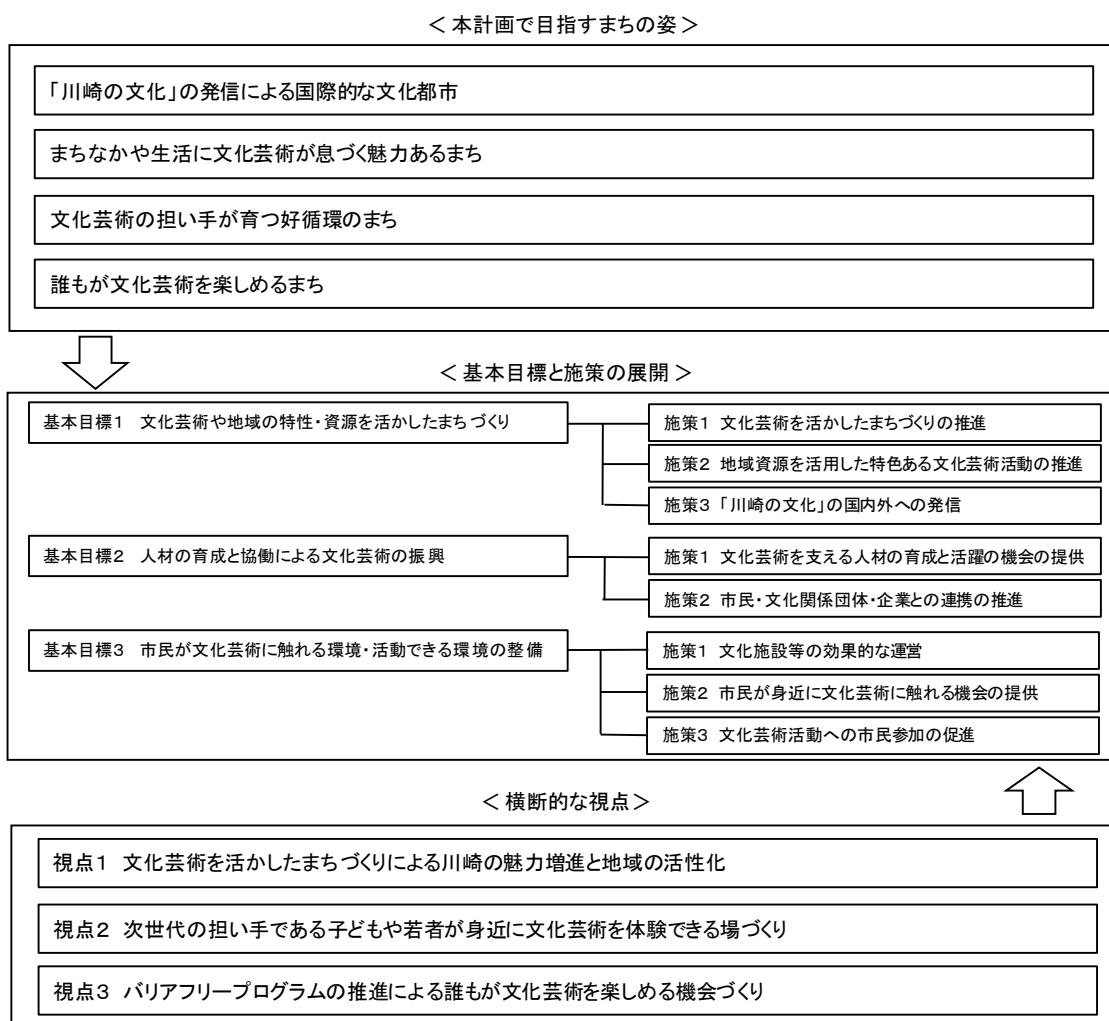 ＜本計画で目指すまちの姿＞
「川崎の文化」の発信による国際的な文化都市
まちなかや生活に文化芸術が息づく魅力あるまち
文化芸術の担い手が育つ好循環のまち
誰もが文化芸術を楽しめるまち
＜基本目標と施策の展開＞
基本目標1　文化芸術や地域の特性・資源を活かしたまちづくり
施策1　文化芸術を活かしたまちづくりの推進
施策2　地域資源を活用した特色ある文化芸術活動の推進
施策3　「川崎の文化」の国内外への発信
基本目標2　人材の育成と協働による文化芸術の振興
施策1　文化芸術を支える人材の育成と活躍の機会の提供
施策2　市民・文化関係団体・企業との連携の推進
基本目標3　市民が文化芸術に触れる環境・活動できる環境の整備
施策1　文化施設等の効果的な運営
施策2　市民が身近に文化芸術に触れる機会の提供
施策3　文化芸術活動への市民参加の促進
＜横断的な視点＞
視点1　文化芸術を活かしたまちづくりによる川崎の魅力増進と地域の活性化
視点2　次世代の担い手である子どもや若者が身近に文化芸術を体験できる場づくり
視点3　バリアフリープログラムの推進による誰もが文化芸術を楽しめる機会づくり